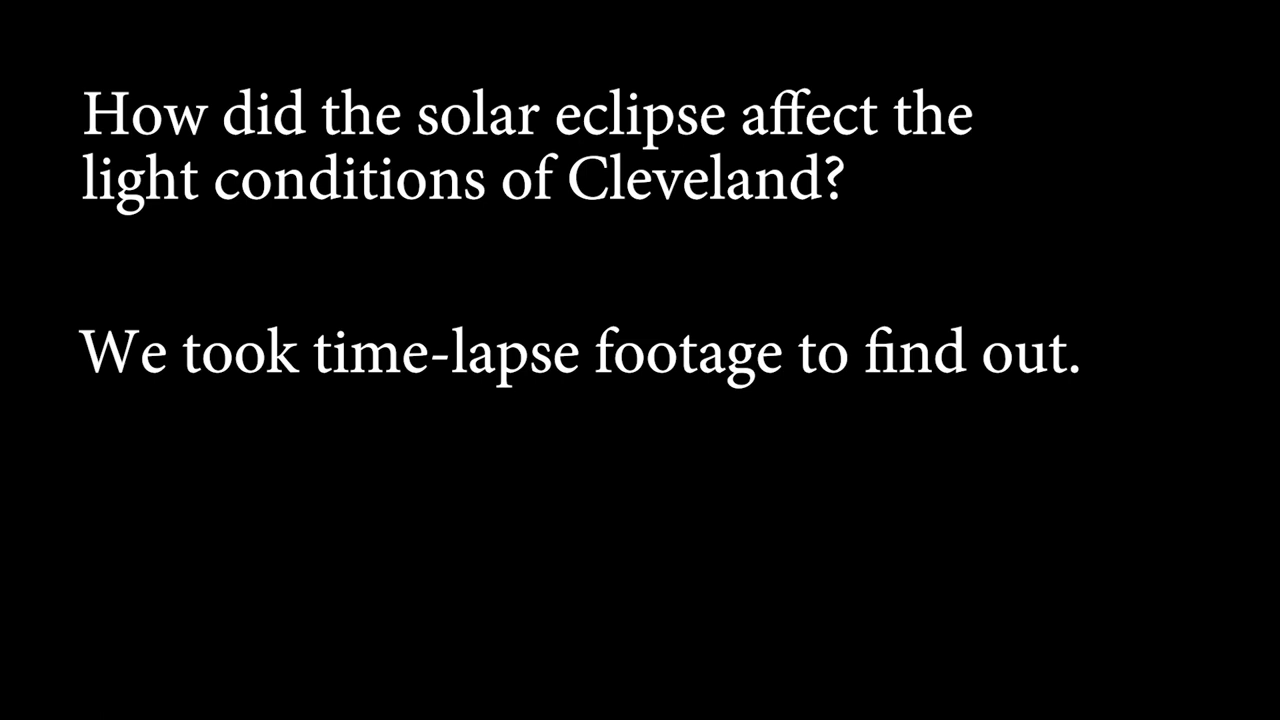 How did the solar eclipse affect the
light conditions of Cleveland?
We took time-lapse footage to find out.